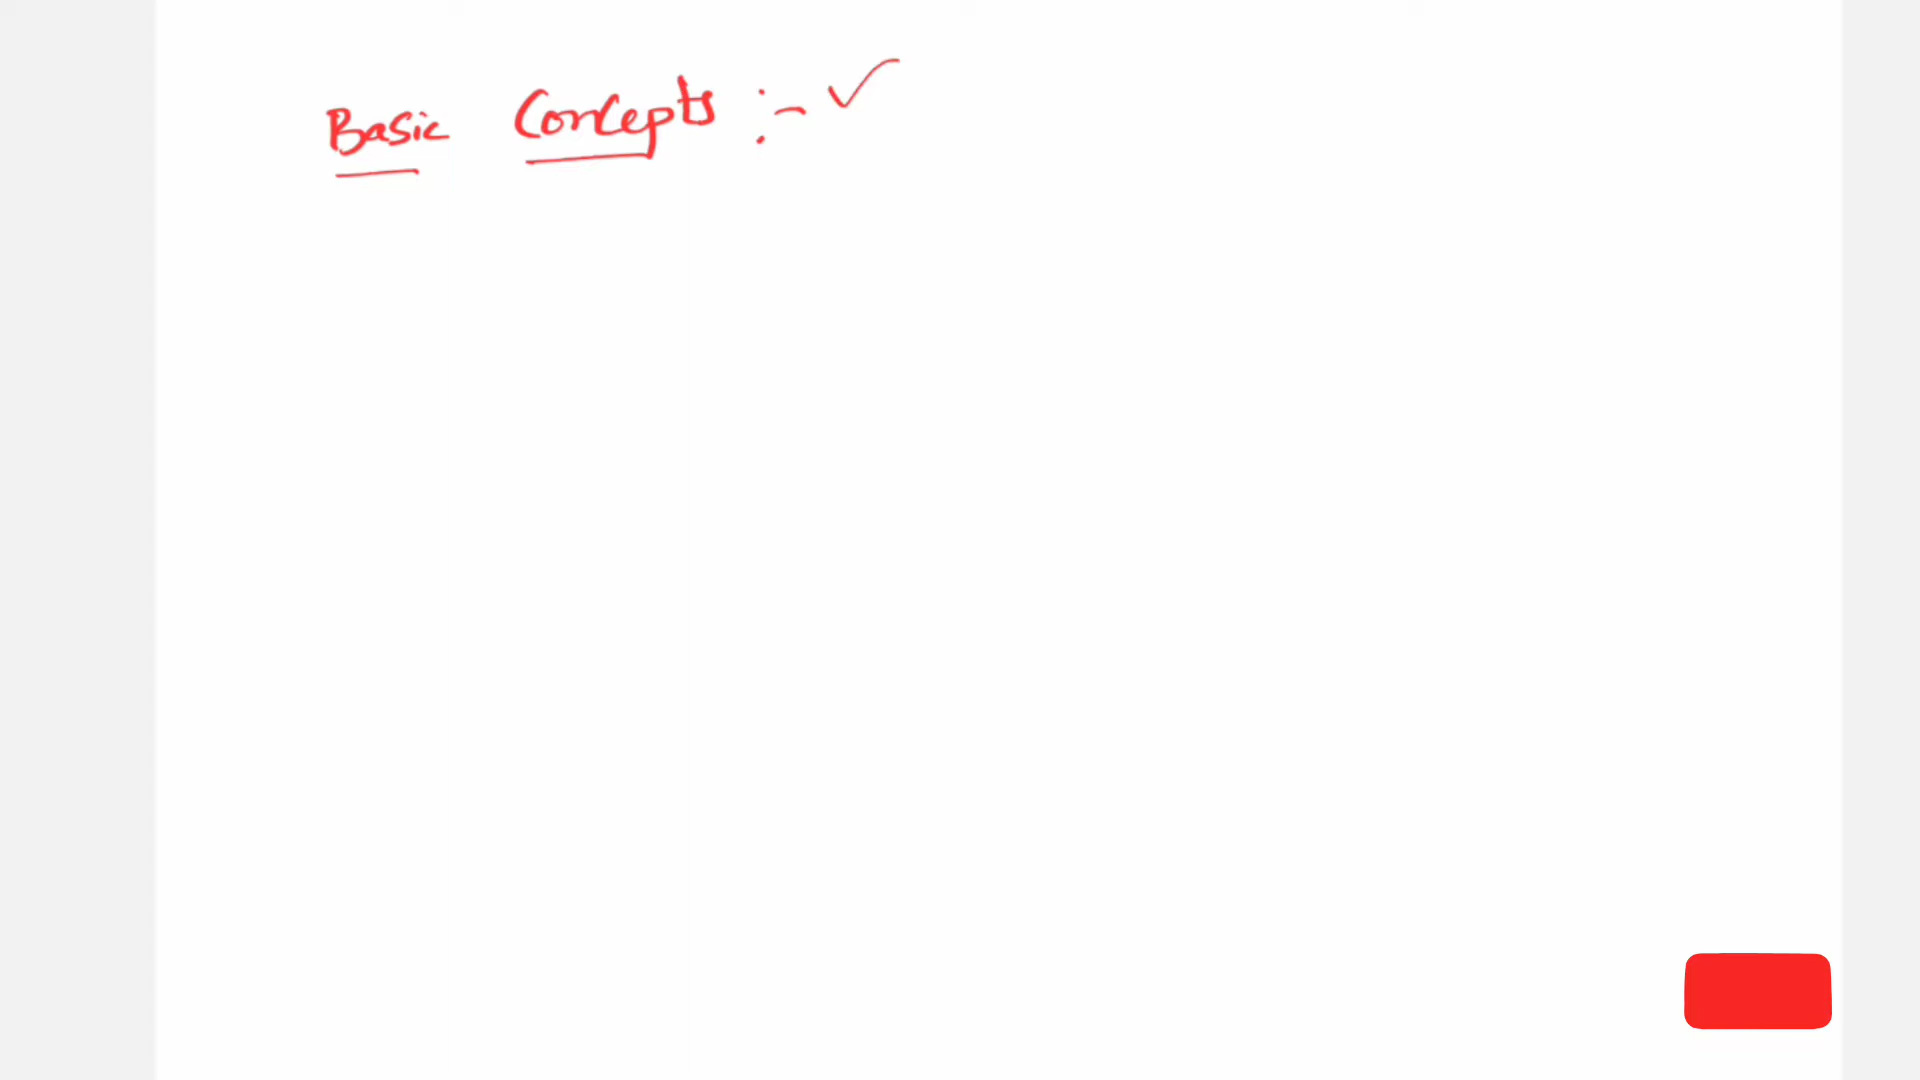 Basic Concepts :- ✓